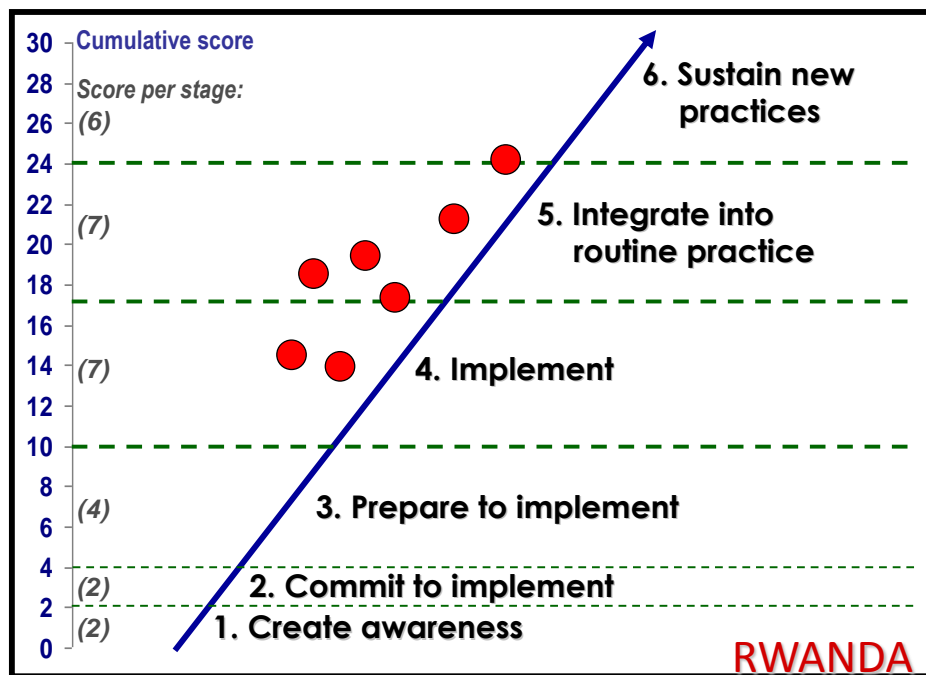 30 Cumulative score
28 Score per stage:
26 (6)
24
22 (7)
20
18
16
14 (7)
12
10
8
6 (4)
4
2 (2)
0 (2)
6. Sustain new
practices
5. Integrate into
routine practice
4. Implement
3. Prepare to implement
2. Commit to implement
1. Create awareness
RWANDA